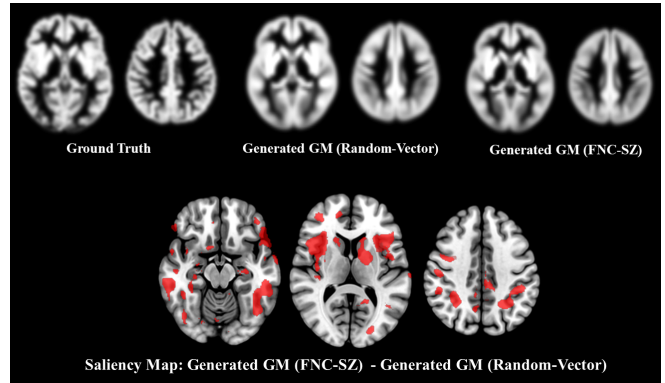 Ground Truth
Generated GM (Random-Vector)
Generated GM (FNC-SZ)
Saliency Map: Generated GM (FNC-SZ) - Generated GM (Random-Vector)